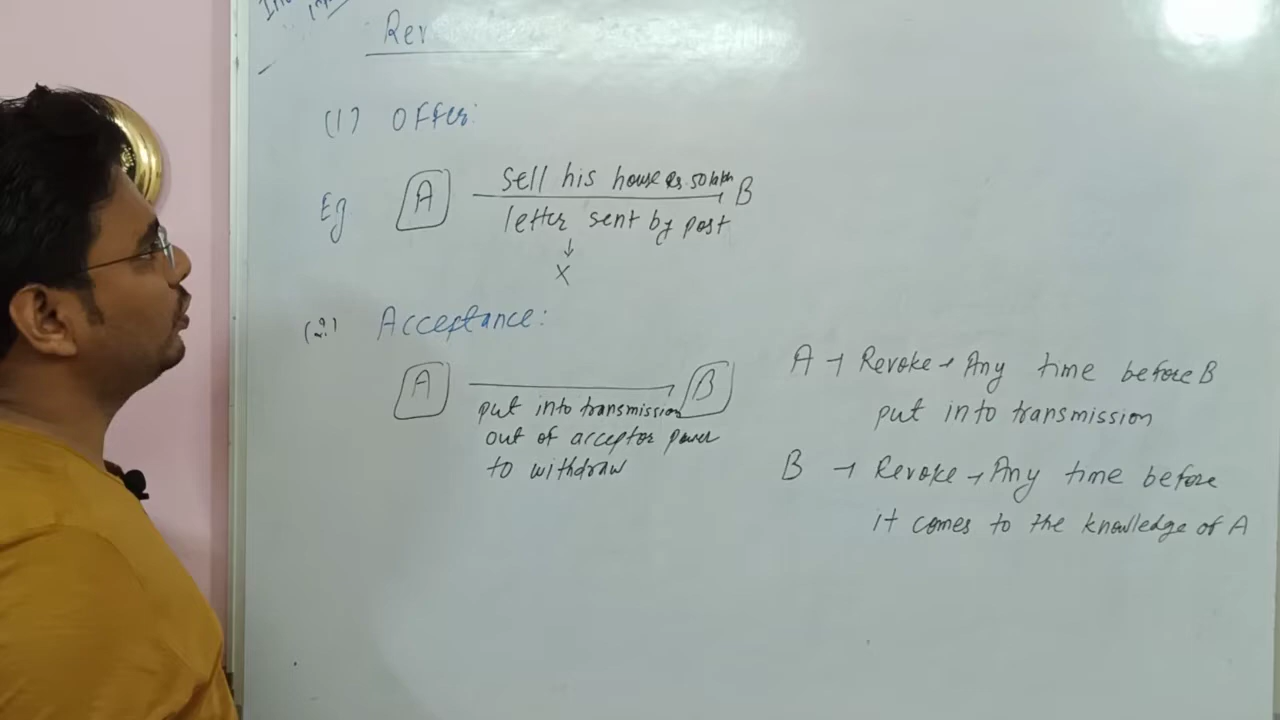 Rev
(1) Offer:
Eg A sell his house Rs. 50 lakh B
letter sent by post
↓
X
(2.) Acceptance:
A B
put into transmission
out of acceptor power
to withdraw
A → Revoke → Any time before B
put into transmission
B → Revoke → Any time before
it comes to the knowledge of A